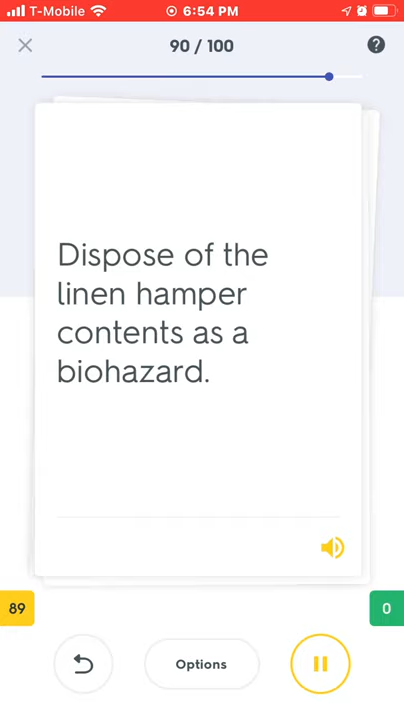 T-Mobile 6:54 PM
90 / 100
?
Dispose of the
linen hamper
contents as a
biohazard.
89
0
Options